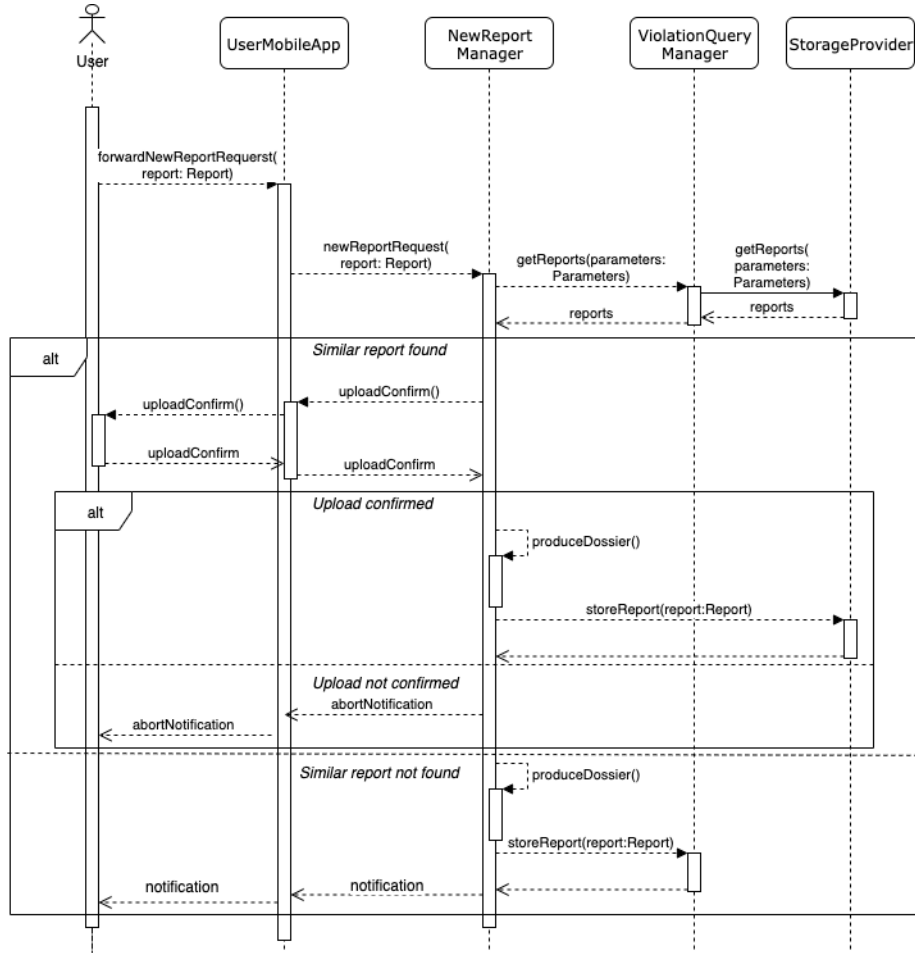 User
UserMobileApp
NewReport
Manager
ViolationQuery
Manager
StorageProvider
forwardNewReportRequerst(
report: Report)
newReportRequest(
report: Report)
getReports(parameters:
Parameters)
getReports(
parameters:
Parameters)
reports
reports
alt
Similar report found
uploadConfirm()
uploadConfirm()
uploadConfirm
uploadConfirm
alt
Upload confirmed
produceDossier()
storeReport(report:Report)
Upload not confirmed
abortNotification
abortNotification
Similar report not found
produceDossier()
storeReport(report:Report)
notification
notification